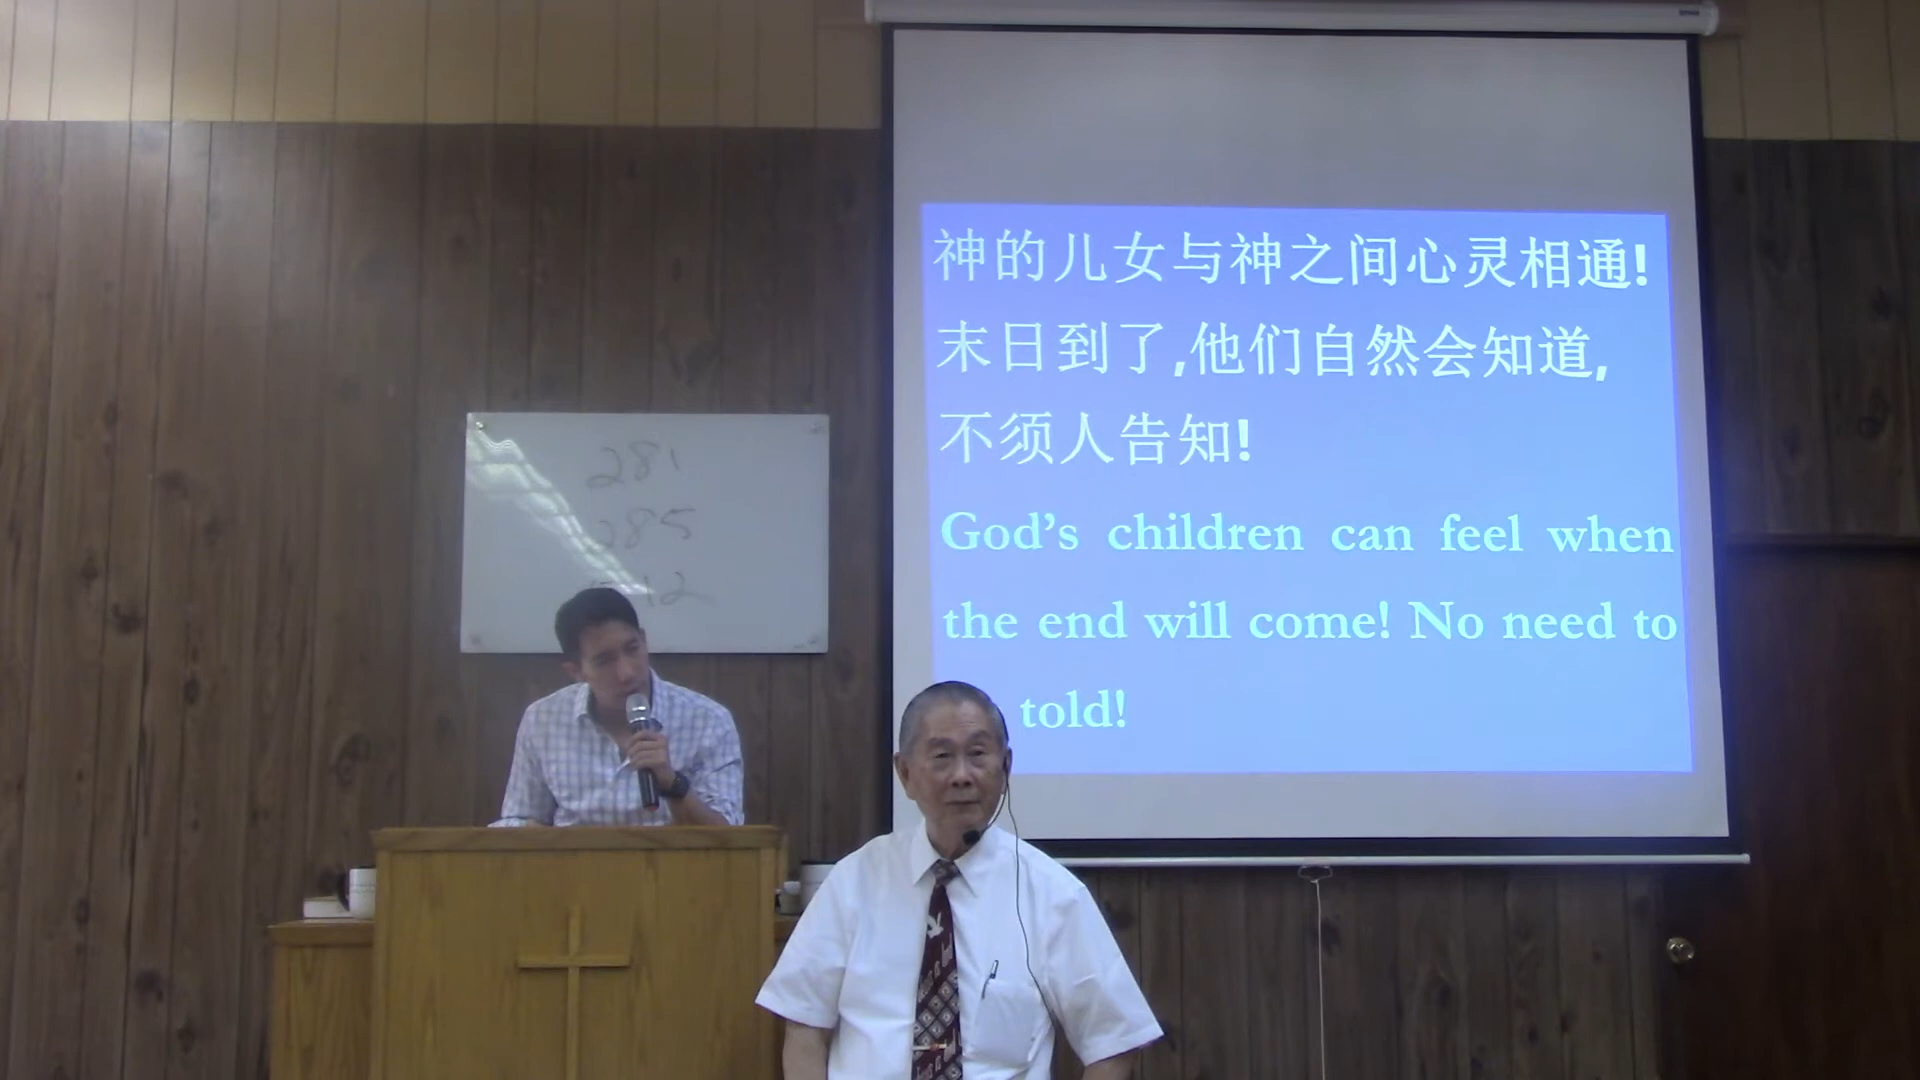 神的儿女与神之间心灵相通!
末日到了,他们自然会知道,
不须人告知!
God's children can feel when
the end will come! No need to
told!
281
285